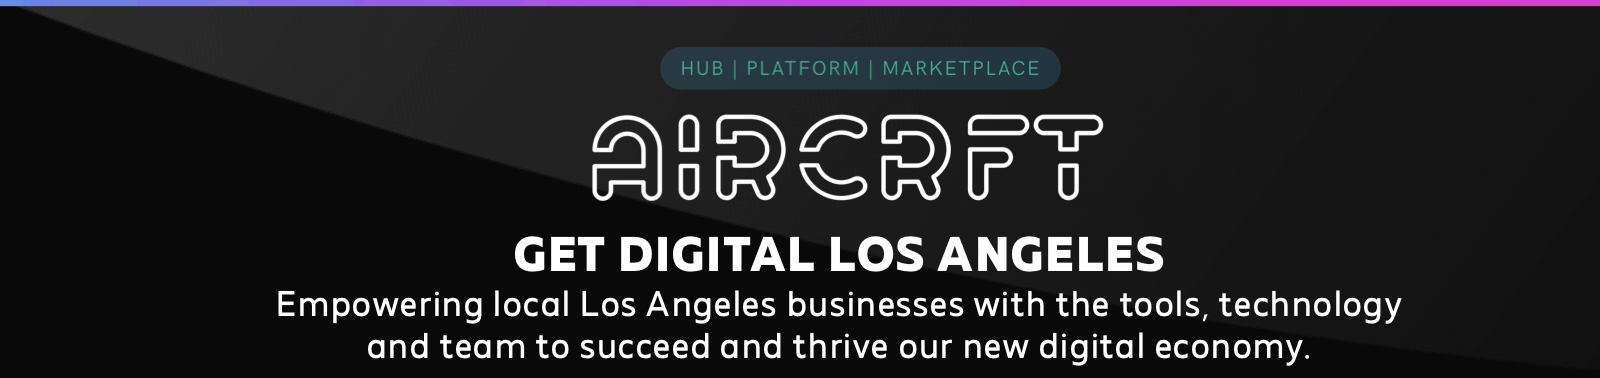 HUB | PLATFORM | MARKETPLACE
AIRCRFT
GET DIGITAL LOS ANGELES
Empowering local Los Angeles businesses with the tools, technology
and team to succeed and thrive our new digital economy.